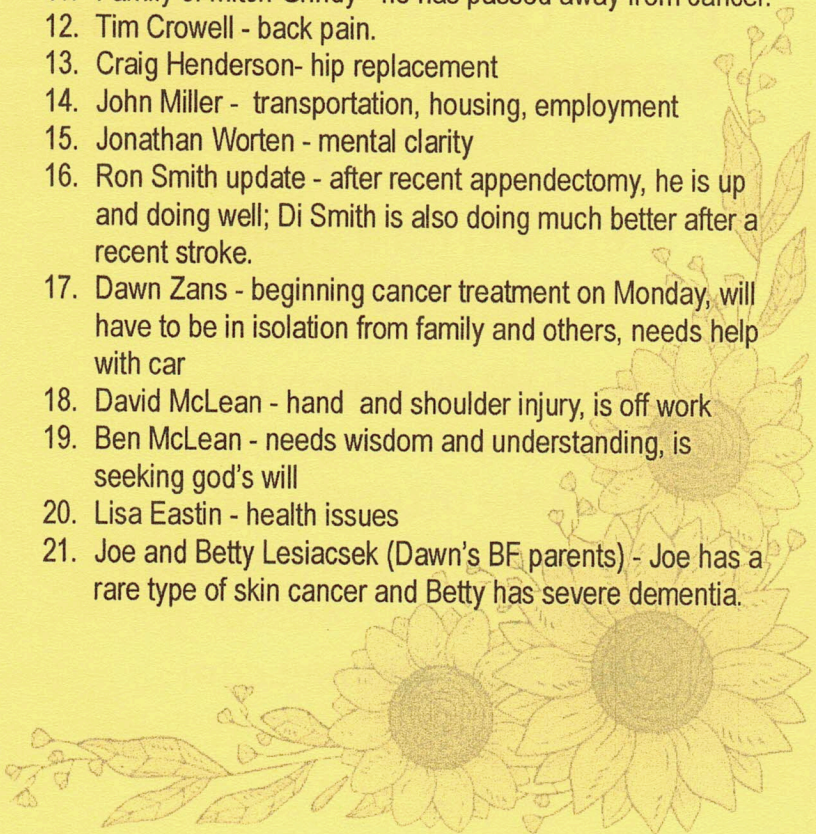 12. Tim Crowell - back pain.
13. Craig Henderson- hip replacement
14. John Miller -  transportation, housing, employment
15. Jonathan Worten - mental clarity
16. Ron Smith update - after recent appendectomy, he is up
and doing well; Di Smith is also doing much better after a
recent stroke.
17. Dawn Zans - beginning cancer treatment on Monday, will
have to be in isolation from family and others, needs help
with car
18. David McLean - hand  and shoulder injury, is off work
19. Ben McLean - needs wisdom and understanding, is
seeking god's will
20. Lisa Eastin - health issues
21. Joe and Betty Lesiacsek (Dawn's BF parents) - Joe has a
rare type of skin cancer and Betty has severe dementia.